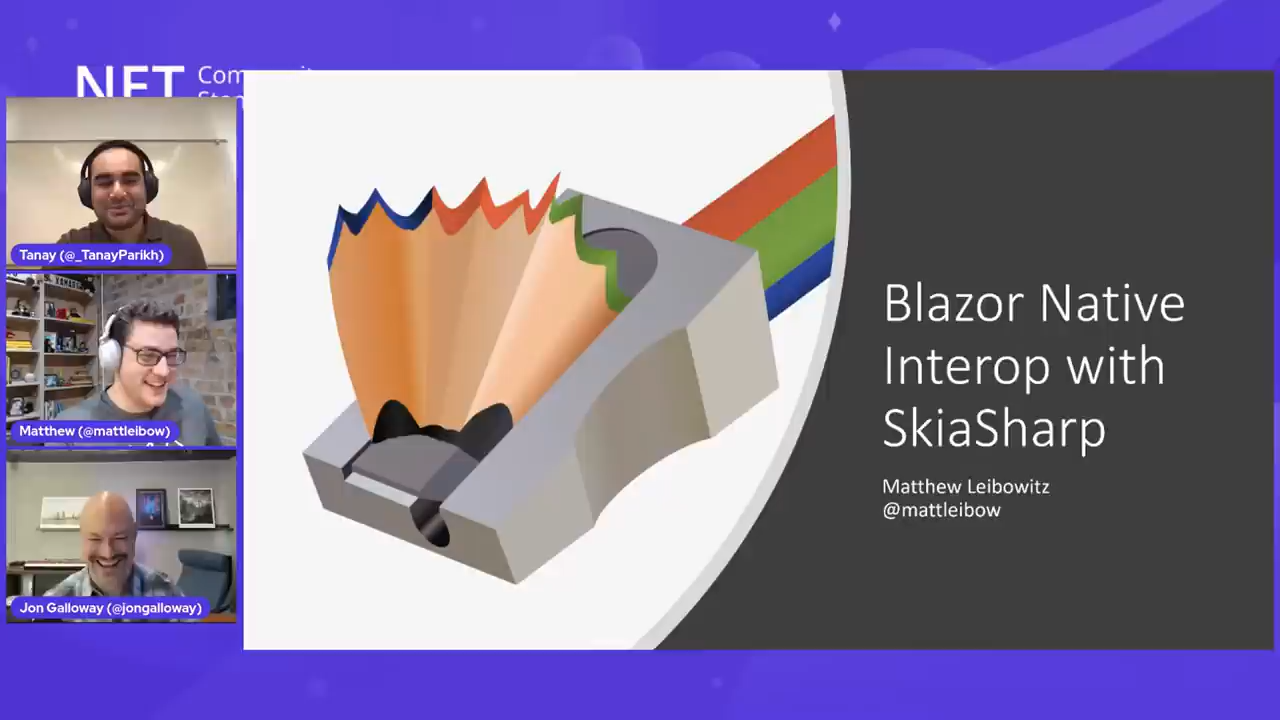 .NET
Tanay (@_TanayParikh)
Matthew (@mattleibow)
Jon Galloway (@jongalloway)
Blazor Native
Interop with
SkiaSharp
Matthew Leibowitz
@mattleibow